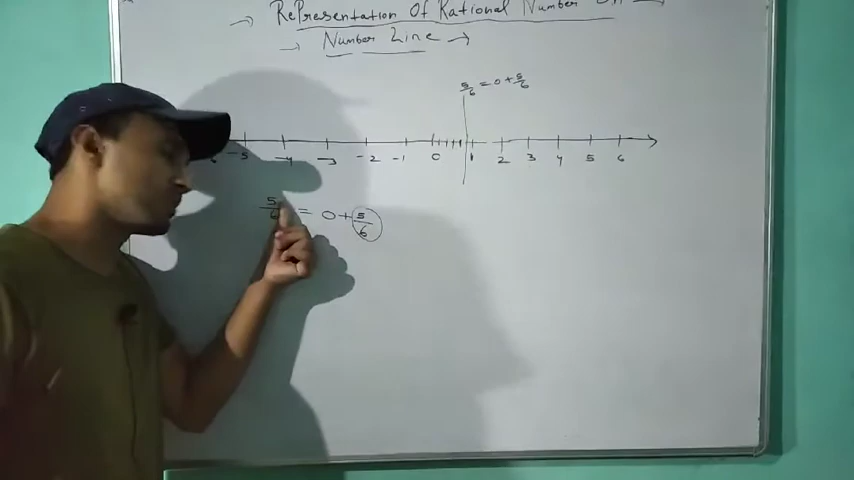 → Representation Of Rational Number On →
→ Number Line →
5/6 = 0 + 5/6
-5 -4 -3 -2 -1 0 1 2 3 4 5 6
5/6 = 0 + 5/6